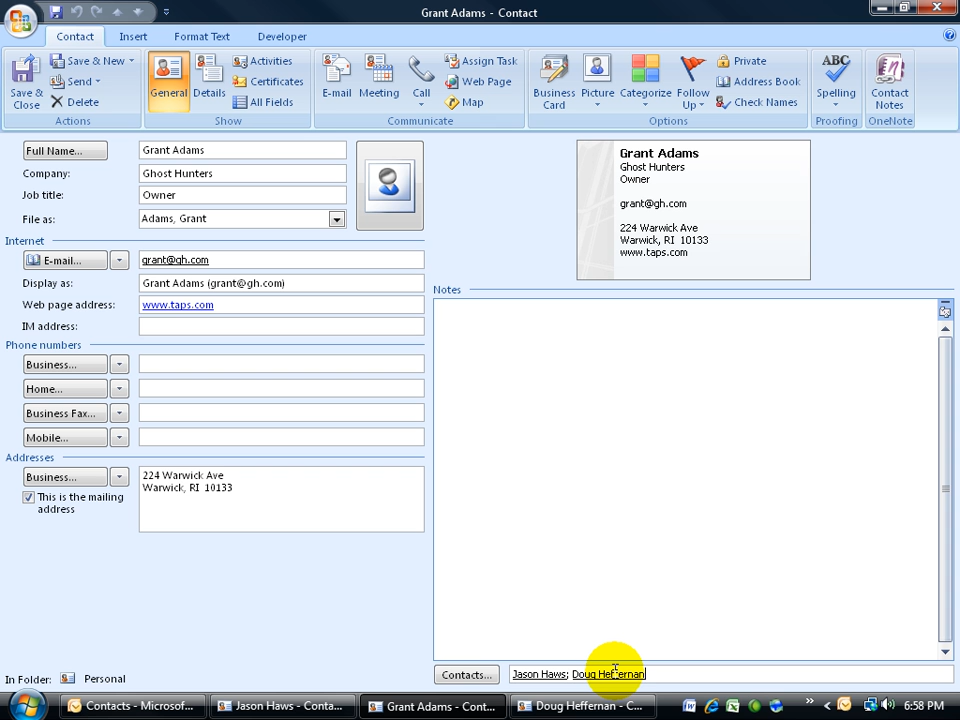 Grant Adams - Contact
Contact Insert Format Text Developer
Save & Close
Save & New
Send
Delete
Actions
General
Details
Activities
Certificates
All Fields
Show
E-mail
Meeting
Call
Assign Task
Web Page
Map
Communicate
Business Card
Picture
Categorize
Follow Up
Private
Address Book
Check Names
Options
ABC
Spelling
Proofing
Contact Notes
OneNote
Full Name... Grant Adams
Company: Ghost Hunters
Job title: Owner
File as: Adams, Grant
Internet
E-mail... grant@gh.com
Display as: Grant Adams (grant@gh.com)
Web page address: www.taps.com
IM address:
Phone numbers
Business...
Home...
Business Fax...
Mobile...
Addresses
Business... 224 Warwick Ave
Warwick, RI 10133
This is the mailing
address
Grant Adams
Ghost Hunters
Owner
grant@gh.com
224 Warwick Ave
Warwick, RI 10133
www.taps.com
Notes
Contacts... Jason Haws; Doug Heffernan
In Folder: Personal
Contacts - Microsof... Jason Haws - Conta... Grant Adams - Cont... Doug Heffernan - C... » 6:58 PM